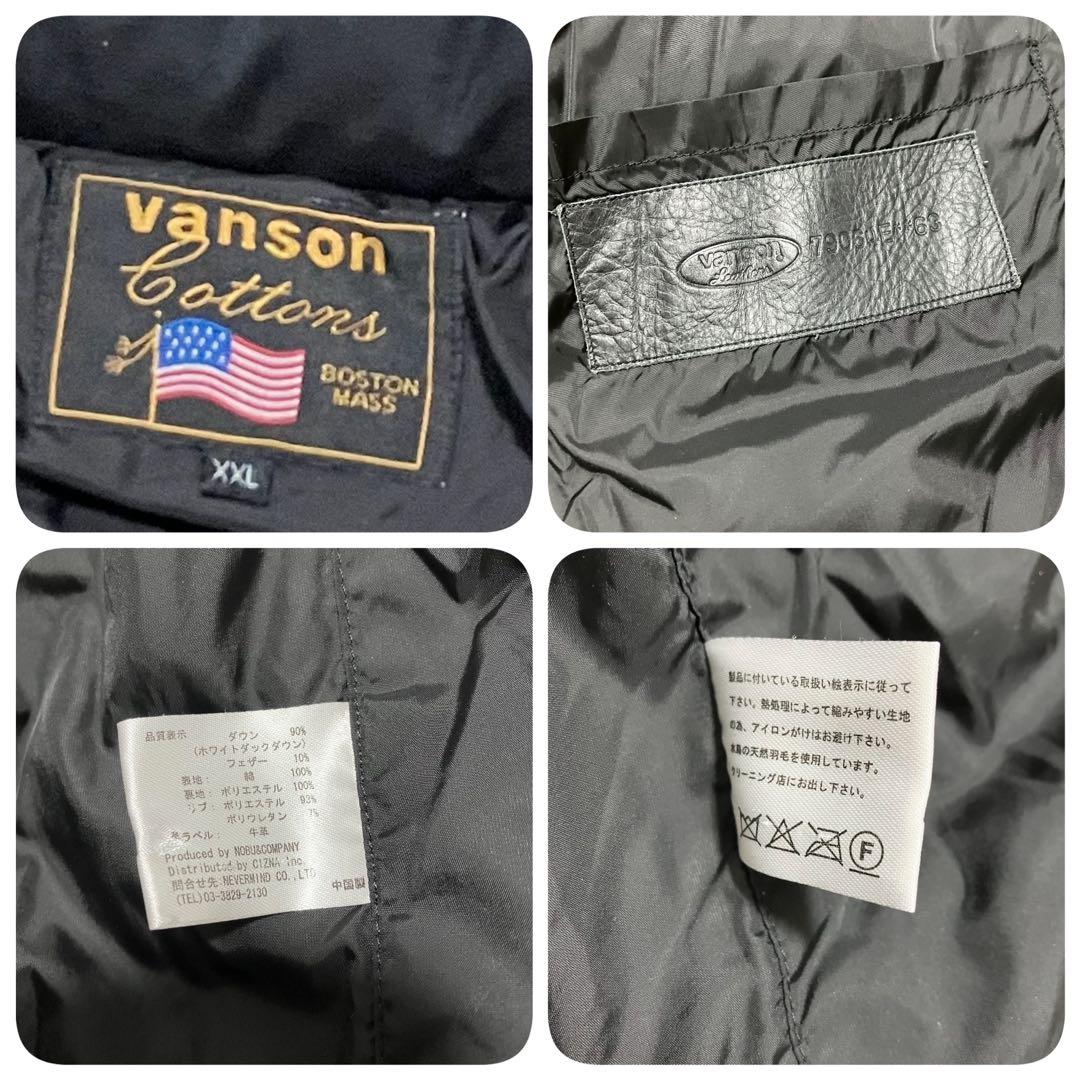 vanson
Cottons
BOSTON
MASS
XXL
vanson
Leathers
品質表示 ダウン 90%
(ホワイトダックダウン)
フェザー 10%
表地: 綿 100%
裏地: ポリエステル 100%
リブ: ポリエステル 93%
ポリウレタン 7%
革ラベル: 牛革
Produced by NOBU&COMPANY
Distributed by CIZNA Inc.
問合せ先:NEVERMIND CO.,LTD
(TEL)03-3829-2130 中国製
製品に付いている取扱い絵表示に従って
下さい。熱処理によって縮みやすい生地
の為、アイロンがけはお避け下さい。
水鳥の天然羽毛を使用しています。
クリーニング店にお出し下さい。
F